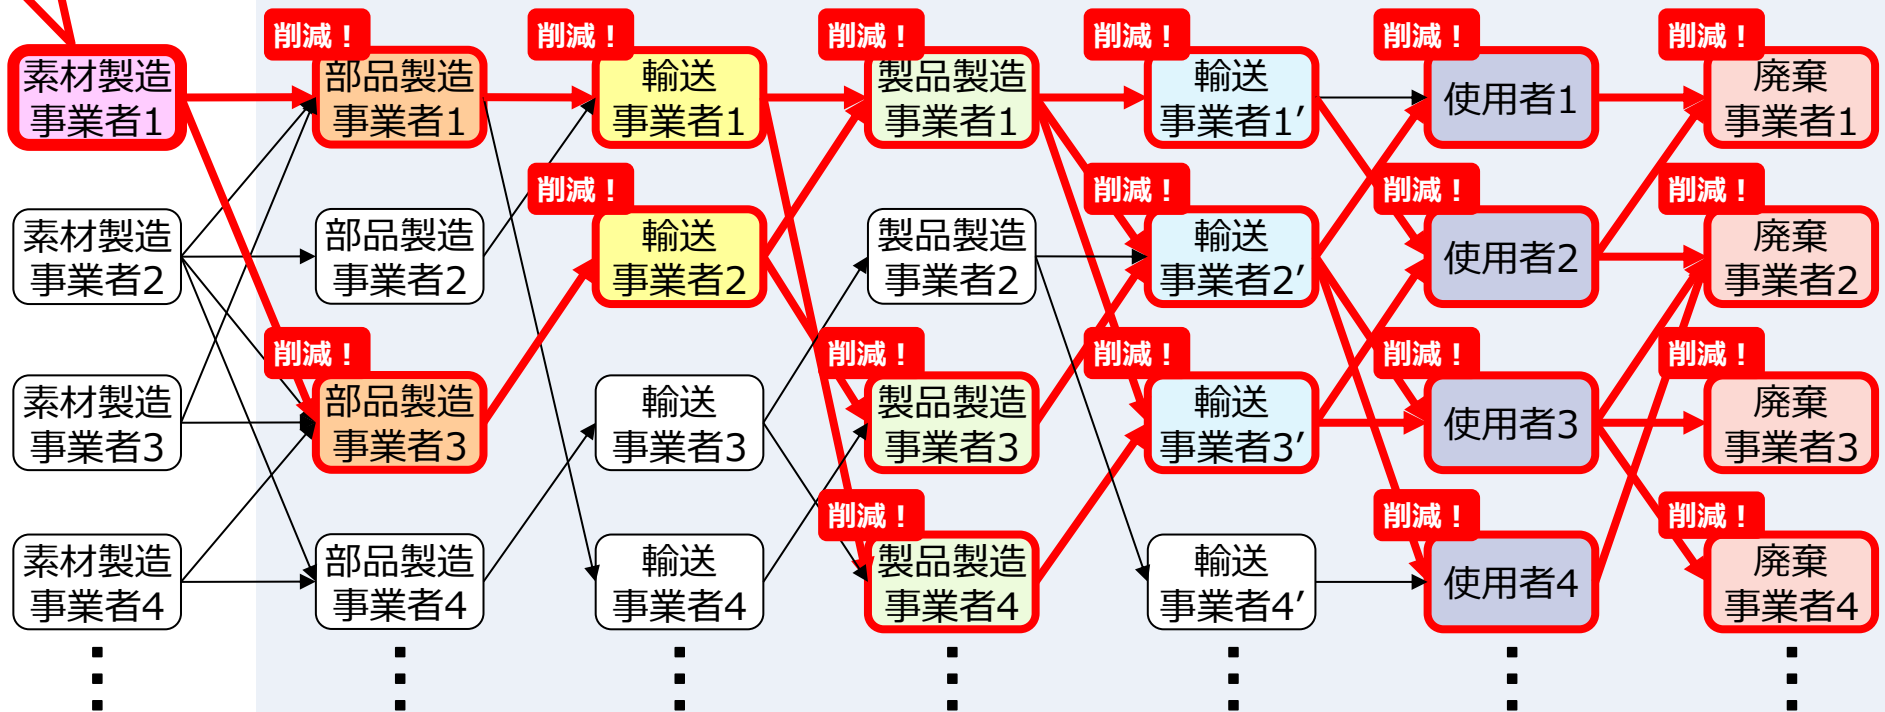 削減！
削減！
削減！
削減！
削減！
削減！
素材製造
事業者1
部品製造
事業者1
輸送
事業者1
製品製造
事業者1
輸送
事業者1′
使用者1
廃棄
事業者1
削減！
削減！
削減！
削減！
素材製造
事業者2
部品製造
事業者2
輸送
事業者2
製品製造
事業者2
輸送
事業者2′
使用者2
廃棄
事業者2
削減！
削減！
削減！
削減！
削減！
素材製造
事業者3
部品製造
事業者3
輸送
事業者3
製品製造
事業者3
輸送
事業者3′
使用者3
廃棄
事業者3
削減！
削減！
削減！
素材製造
事業者4
部品製造
事業者4
輸送
事業者4
製品製造
事業者4
輸送
事業者4′
使用者4
廃棄
事業者4